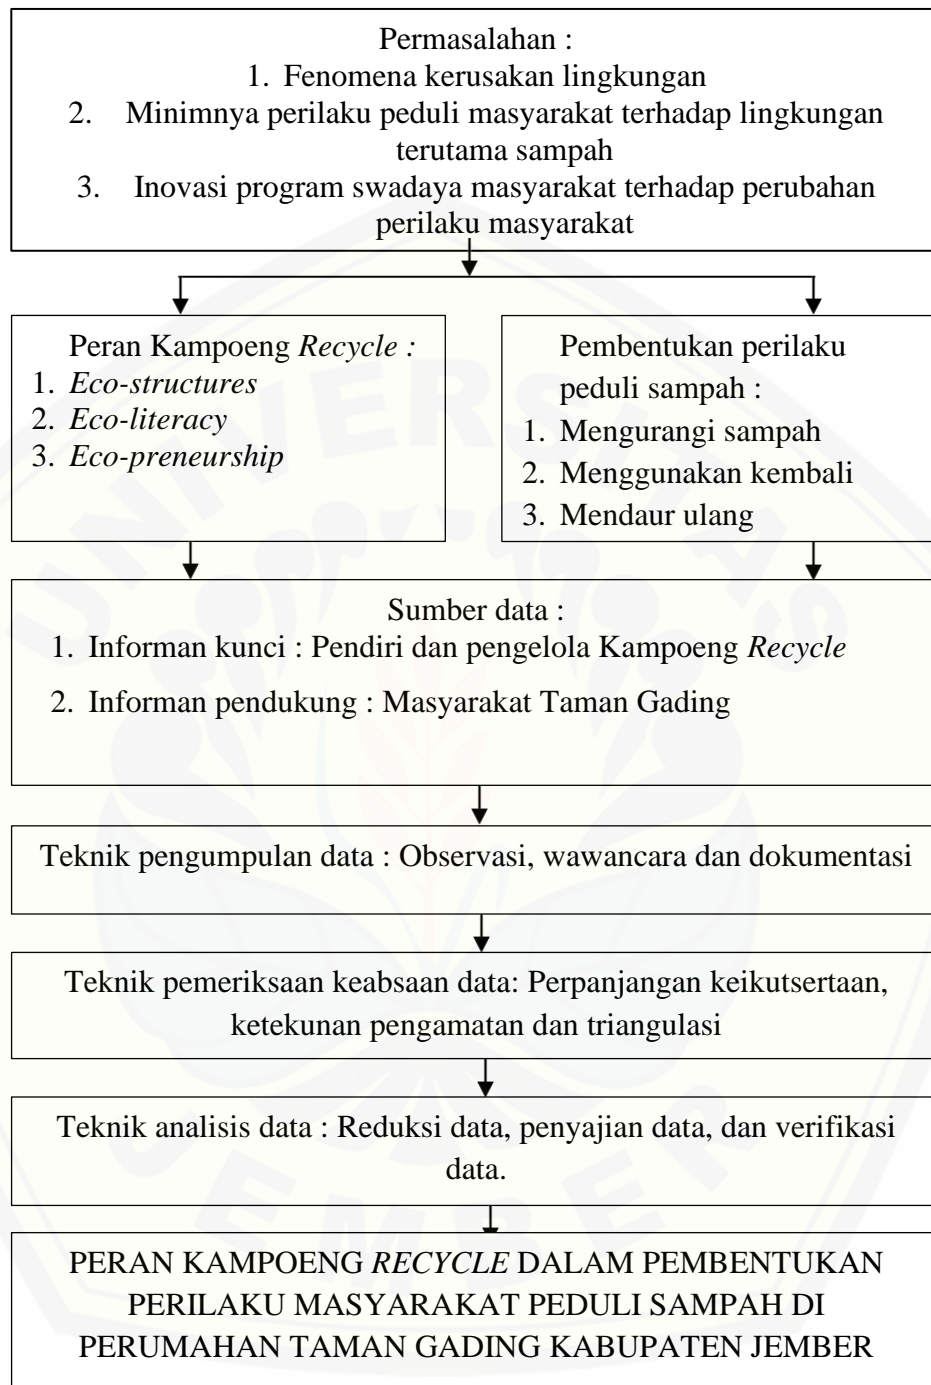 Permasalahan :
1. Fenomena kerusakan lingkungan
2. Minimnya perilaku peduli masyarakat terhadap lingkungan
terutama sampah
3. Inovasi program swadaya masyarakat terhadap perubahan
perilaku masyarakat
Peran Kampoeng Recycle :
1. Eco-structures
2. Eco-literacy
3. Eco-preneurship
Pembentukan perilaku
peduli sampah :
1. Mengurangi sampah
2. Menggunakan kembali
3. Mendaur ulang
Sumber data :
1. Informan kunci : Pendiri dan pengelola Kampoeng Recycle
2. Informan pendukung : Masyarakat Taman Gading
Teknik pengumpulan data : Observasi, wawancara dan dokumentasi
Teknik pemeriksaan keabsaan data: Perpanjangan keikutsertaan,
ketekunan pengamatan dan triangulasi
Teknik analisis data : Reduksi data, penyajian data, dan verifikasi
data.
PERAN KAMPOENG RECYCLE DALAM PEMBENTUKAN
PERILAKU MASYARAKAT PEDULI SAMPAH DI
PERUMAHAN TAMAN GADING KABUPATEN JEMBER
UNIVERSITAS
JEMBER